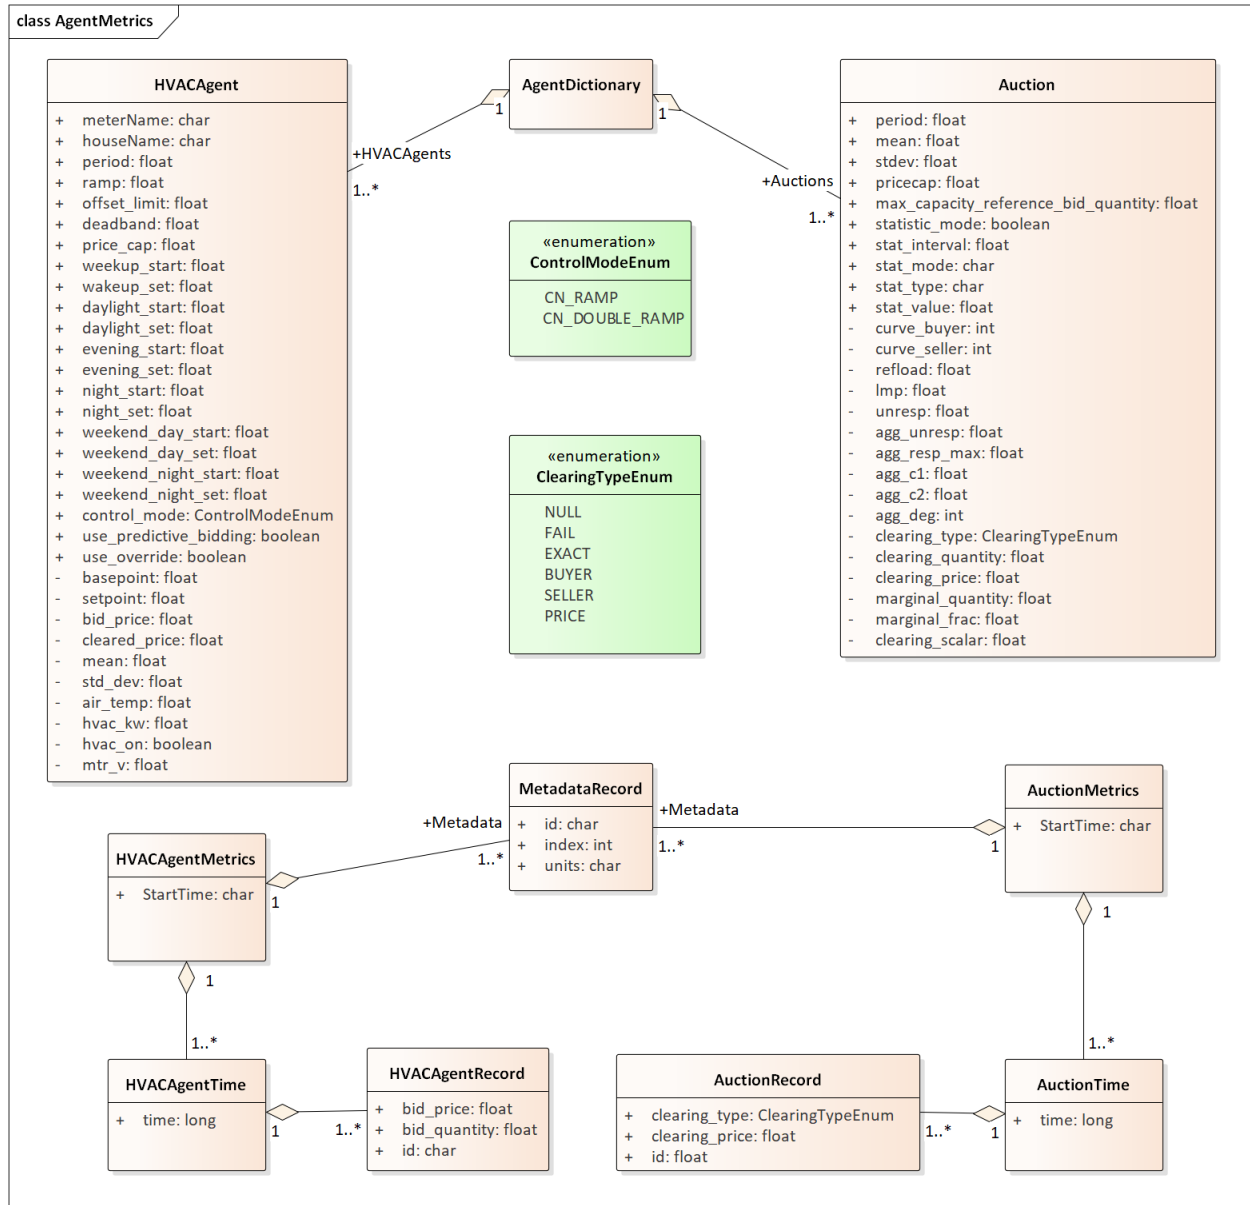 class AgentMetrics
HVACAgent
+ meterName: char
+ houseName: char
+ period: float
+ ramp: float
+ offset_limit: float
+ deadband: float
+ price_cap: float
+ weekup_start: float
+ wakeup_set: float
+ daylight_start: float
+ daylight_set: float
+ evening_start: float
+ evening_set: float
+ night_start: float
+ night_set: float
+ weekend_day_start: float
+ weekend_day_set: float
+ weekend_night_start: float
+ weekend_night_set: float
+ control_mode: ControlModeEnum
+ use_predictive_bidding: boolean
+ use_override: boolean
- basepoint: float
- setpoint: float
- bid_price: float
- cleared_price: float
- mean: float
- std_dev: float
- air_temp: float
- hvac_kw: float
- hvac_on: boolean
- mtr_v: float
AgentDictionary
1
1
+HVACAgents
1..*
+Auctions
1..*
«enumeration»
ControlModeEnum
CN_RAMP
CN_DOUBLE_RAMP
«enumeration»
ClearingTypeEnum
NULL
FAIL
EXACT
BUYER
SELLER
PRICE
Auction
+ period: float
+ mean: float
+ stdev: float
+ pricecap: float
+ max_capacity_reference_bid_quantity: float
+ statistic_mode: boolean
+ stat_interval: float
+ stat_mode: char
+ stat_type: char
+ stat_value: float
- curve_buyer: int
- curve_seller: int
- refload: float
- lmp: float
- unresp: float
- agg_unresp: float
- agg_resp_max: float
- agg_c1: float
- agg_c2: float
- agg_deg: int
- clearing_type: ClearingTypeEnum
- clearing_quantity: float
- clearing_price: float
- marginal_quantity: float
- marginal_frac: float
- clearing_scalar: float
MetadataRecord
+ id: char
+ index: int
+ units: char
+Metadata
1..*
+Metadata
1..*
HVACAgentMetrics
+ StartTime: char
1
1
1..*
AuctionMetrics
+ StartTime: char
1
1
1..*
HVACAgentTime
+ time: long
1
1..*
HVACAgentRecord
+ bid_price: float
+ bid_quantity: float
+ id: char
AuctionRecord
+ clearing_type: ClearingTypeEnum
+ clearing_price: float
+ id: float
1..*
1
AuctionTime
+ time: long